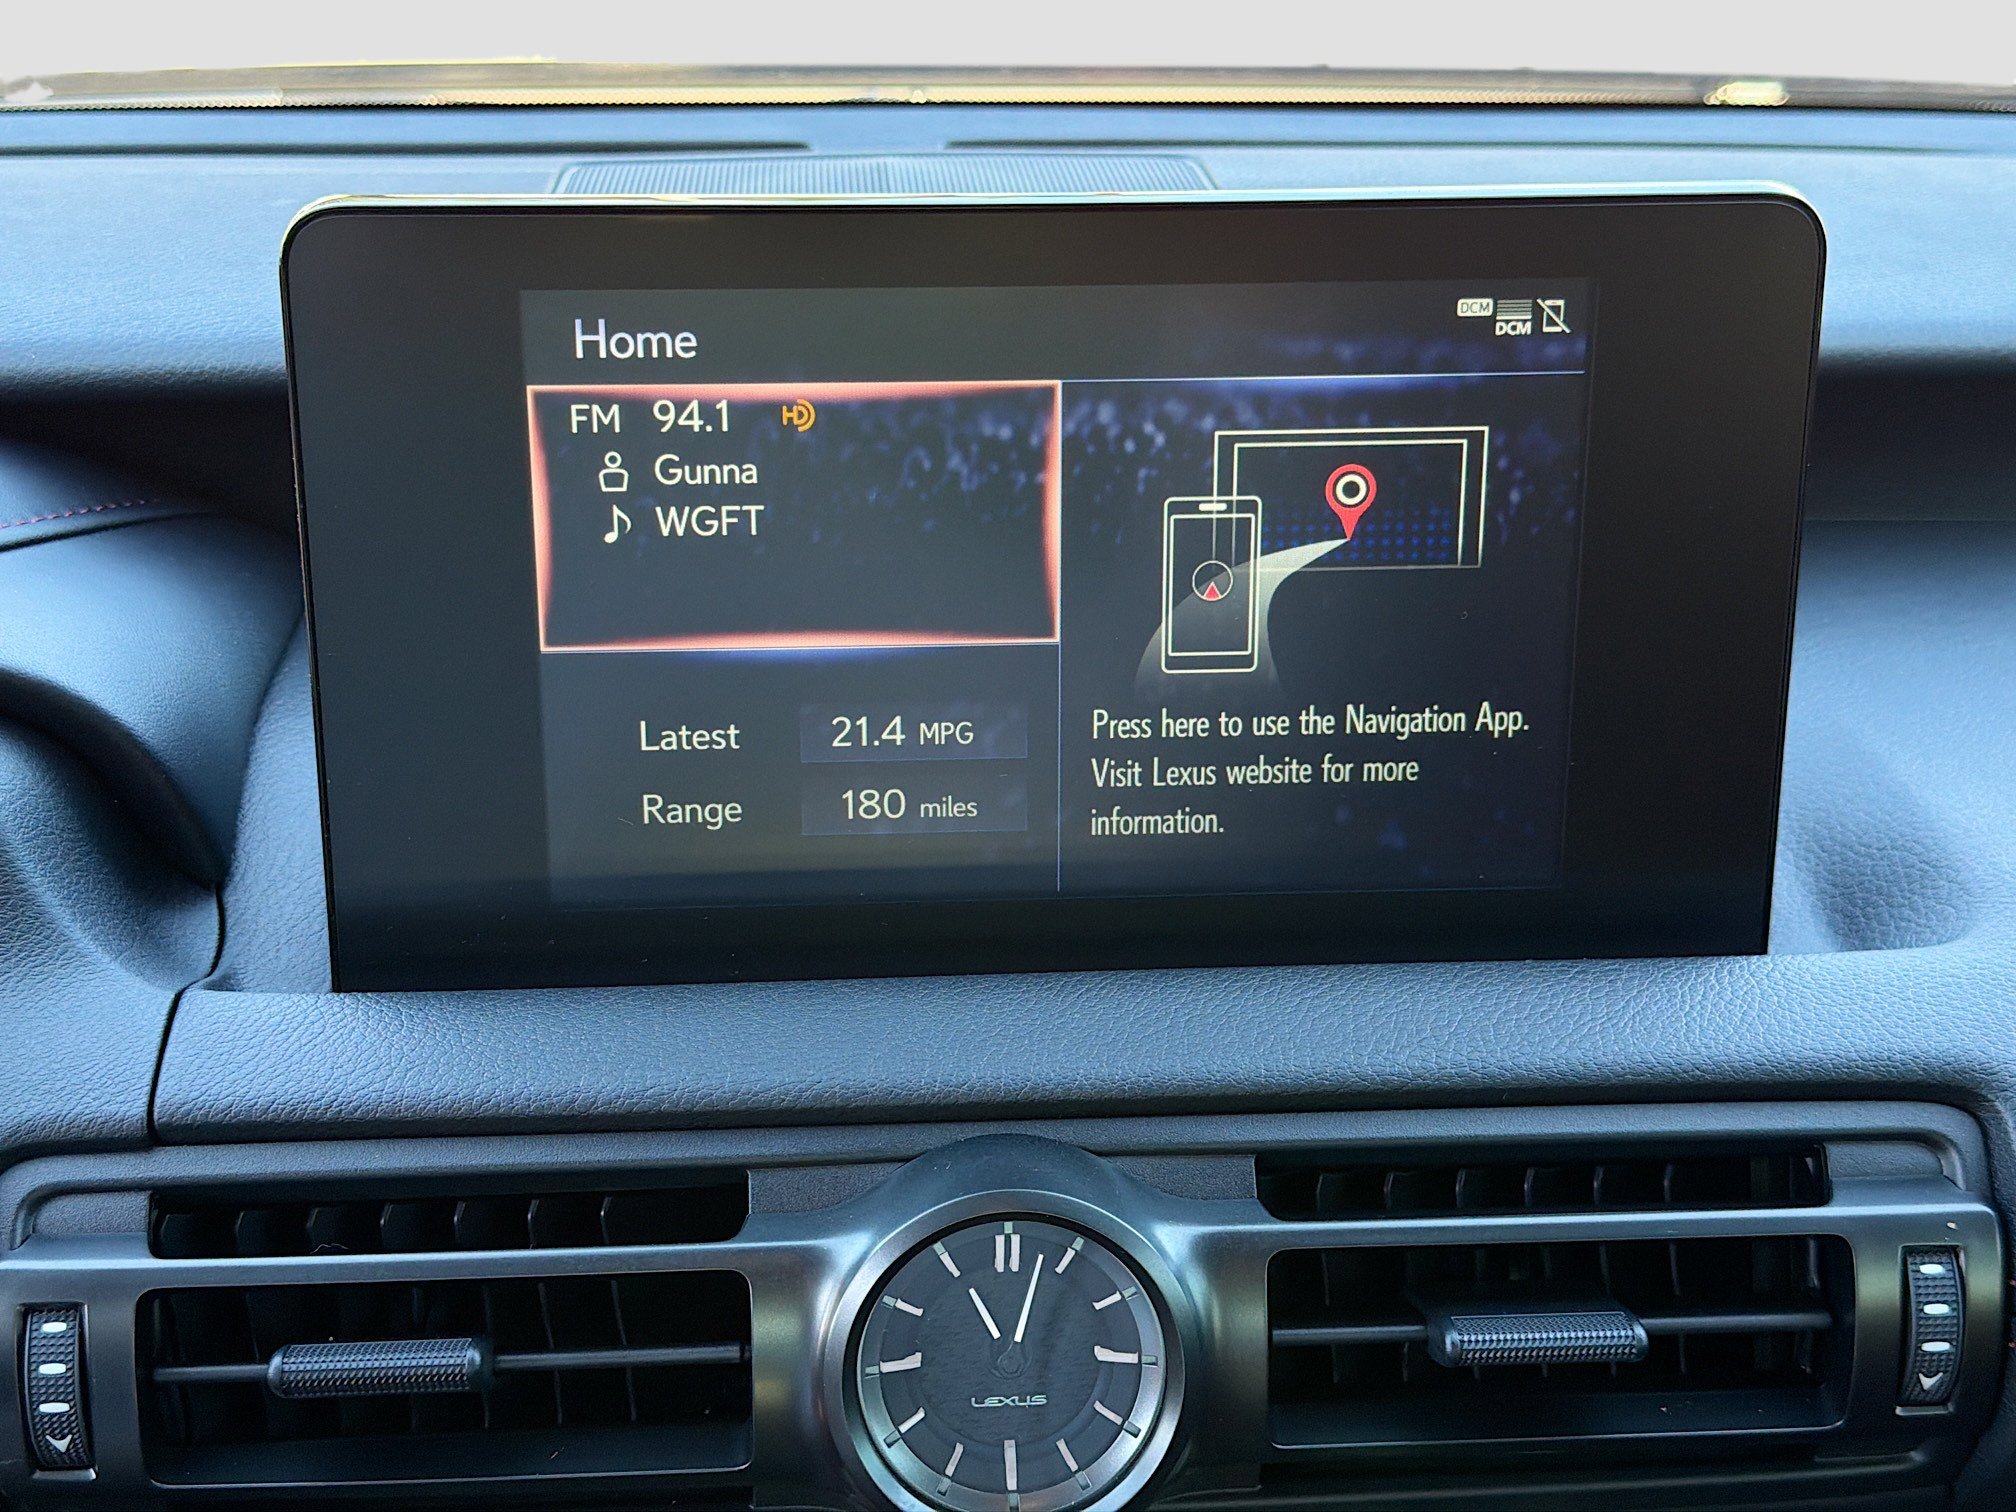 Home
DCM
DCM
FM 94.1 HD
Gunna
WGFT
Latest 21.4 MPG
Range 180 miles
Press here to use the Navigation App.
Visit Lexus website for more
information.
LEXUS